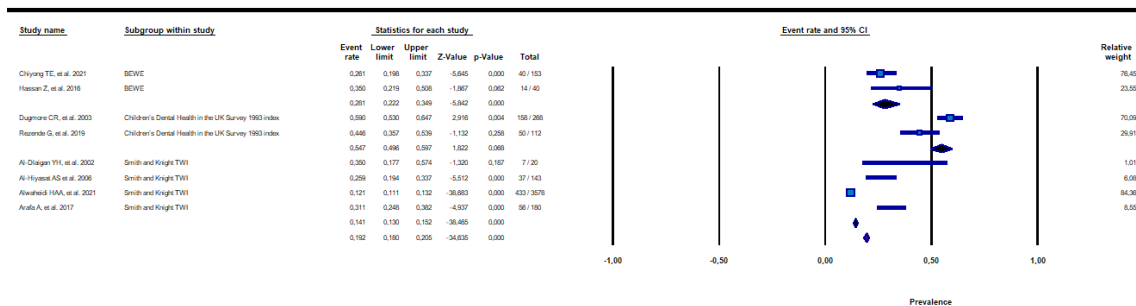 Study name Subgroup within study Statistics for each study Event rate and 95% CI
Event rate Lower limit Upper limit Z-Value p-Value Total Relative weight
Chiyong TE, et al. 2021 BEWE 0,261 0,198 0,337 -5,645 0,000 40 / 153 76,45
Hassan Z, et al. 2016 BEWE 0,350 0,219 0,508 -1,867 0,062 14 / 40 23,55
0,281 0,222 0,349 -5,842 0,000
Dugmore CR, et al. 2003 Children's Dental Health in the UK Survey 1993 index 0,590 0,530 0,647 2,916 0,004 158 / 268 70,09
Rezende G, et al. 2019 Children's Dental Health in the UK Survey 1993 index 0,446 0,357 0,539 -1,132 0,258 50 / 112 29,91
0,547 0,496 0,597 1,822 0,068
Al-Dlaigan YH, et al. 2002 Smith and Knight TWI 0,350 0,177 0,574 -1,320 0,187 7 / 20 1,01
Al-Hiyasat AS et al. 2006 Smith and Knight TWI 0,259 0,194 0,337 -5,512 0,000 37 / 143 6,08
Alwaheidi HAA, et al. 2021 Smith and Knight TWI 0,121 0,111 0,132 -38,683 0,000 433 / 3578 84,36
Arafa A, et al. 2017 Smith and Knight TWI 0,311 0,248 0,382 -4,937 0,000 56 / 180 8,55
0,141 0,130 0,152 -38,465 0,000
0,192 0,180 0,205 -34,635 0,000
-1,00 -0,50 0,00 0,50 1,00
Prevalence